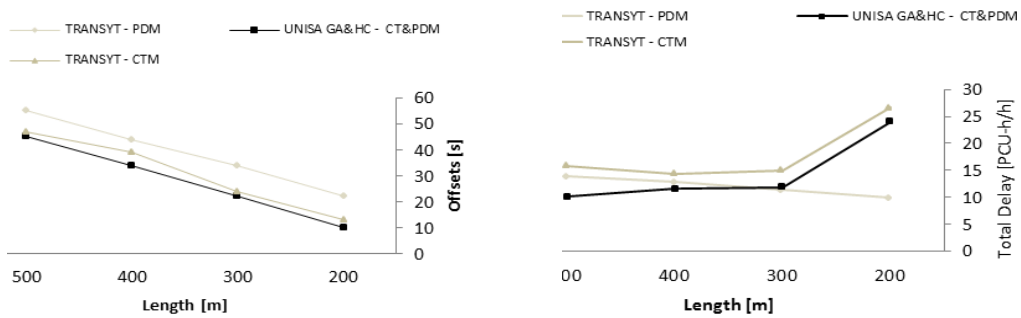 TRANSYT - PDM
UNISA GA&HC - CT&PDM
TRANSYT - CTM
60
50
40
30
20
10
0
Offsets [s]
500 400 300 200
Length [m]
TRANSYT - PDM
UNISA GA&HC - CT&PDM
TRANSYT - CTM
30
25
20
15
10
5
0
Total Delay [PCU-h/h]
00 400 300 200
Length [m]